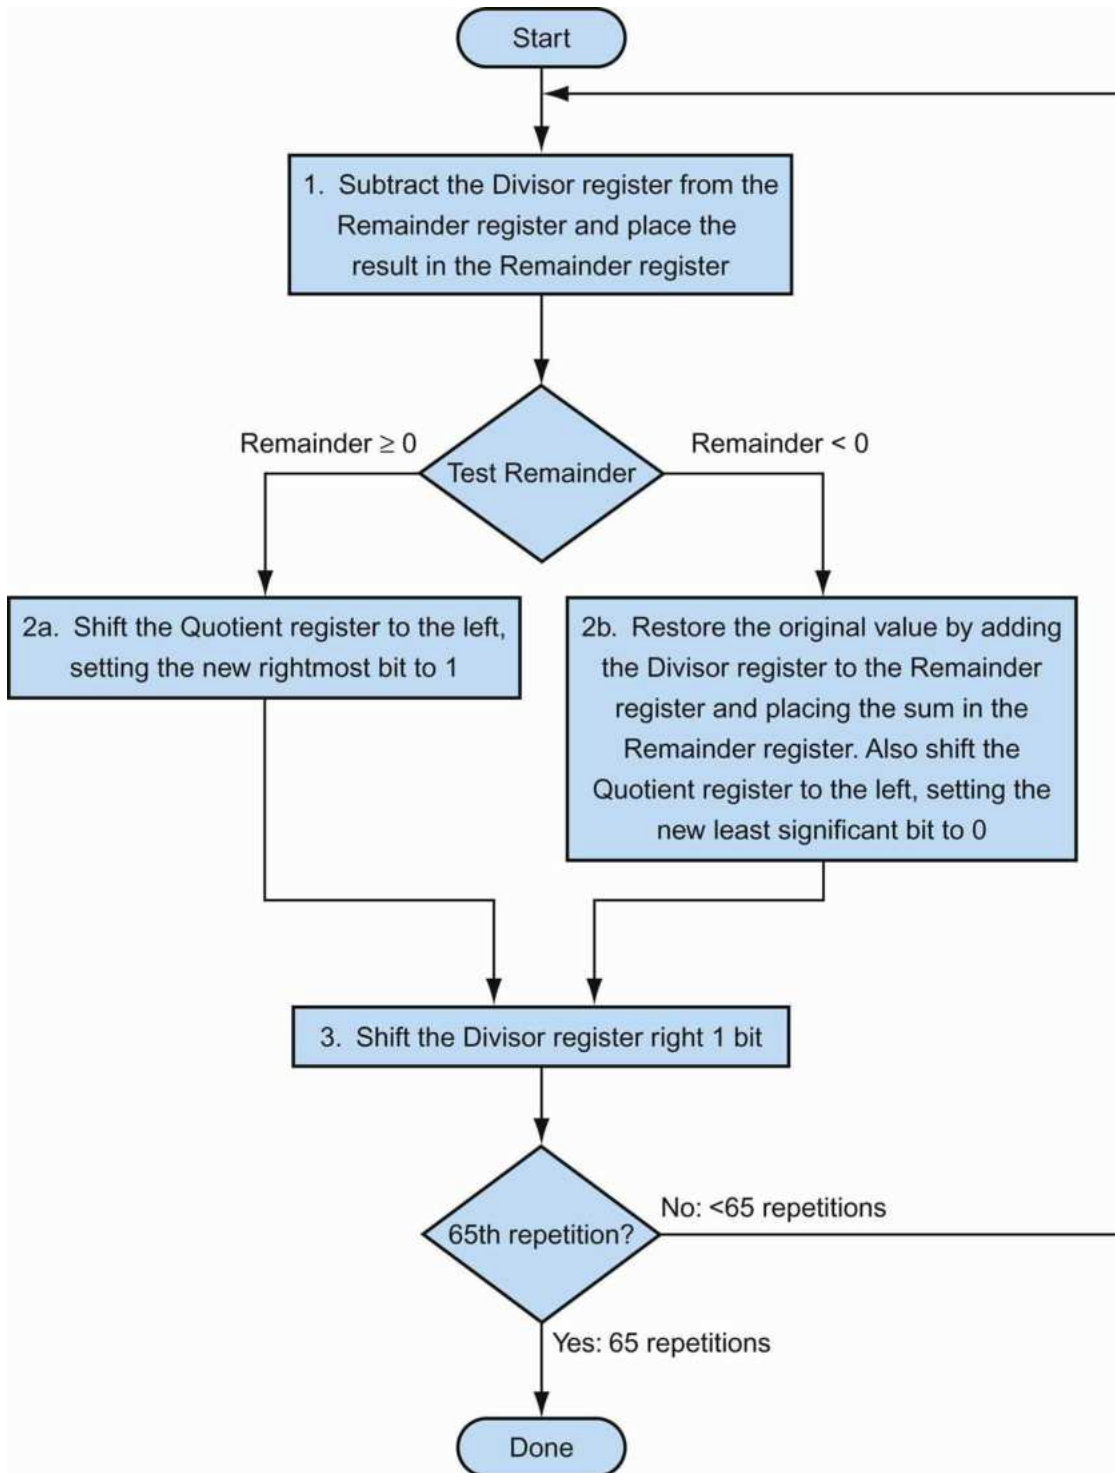 Start
1. Subtract the Divisor register from the
Remainder register and place the
result in the Remainder register
Remainder ≥ 0
Remainder < 0
Test Remainder
2a. Shift the Quotient register to the left,
setting the new rightmost bit to 1
2b. Restore the original value by adding
the Divisor register to the Remainder
register and placing the sum in the
Remainder register. Also shift the
Quotient register to the left, setting the
new least significant bit to 0
3. Shift the Divisor register right 1 bit
65th repetition?
No: <65 repetitions
Yes: 65 repetitions
Done